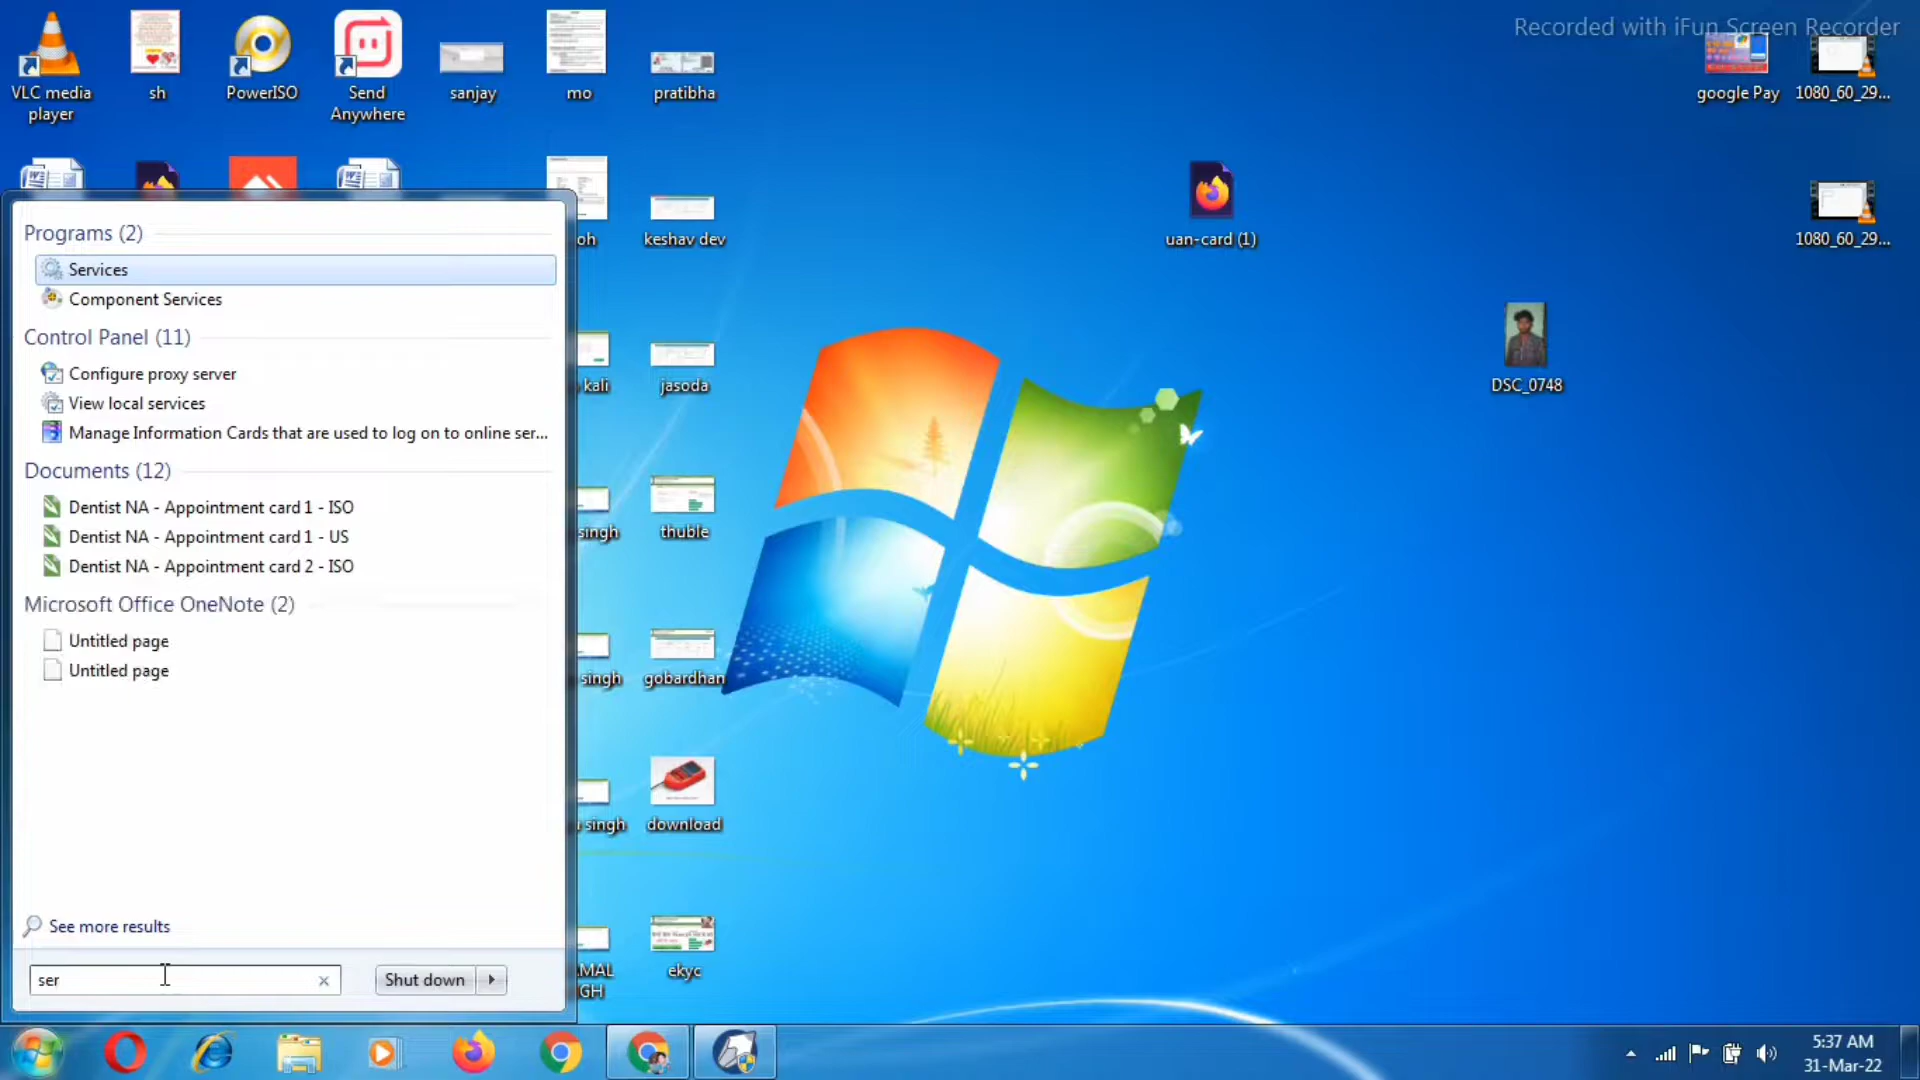 Recorded with iFun Screen Recorder
VLC media
player
sh
PowerISO
Send
Anywhere
sanjay
mo
pratibha
google Pay
1080_60_29...
oh
keshav dev
uan-card (1)
1080_60_29...
kali
jasoda
DSC_0748
singh
thuble
singh
gobardhan
singh
download
MAL
GH
ekyc
Programs (2)
Services
Component Services
Control Panel (11)
Configure proxy server
View local services
Manage Information Cards that are used to log on to online ser...
Documents (12)
Dentist NA - Appointment card 1 - ISO
Dentist NA - Appointment card 1 - US
Dentist NA - Appointment card 2 - ISO
Microsoft Office OneNote (2)
Untitled page
Untitled page
See more results
ser
Shut down
5:37 AM
31-Mar-22